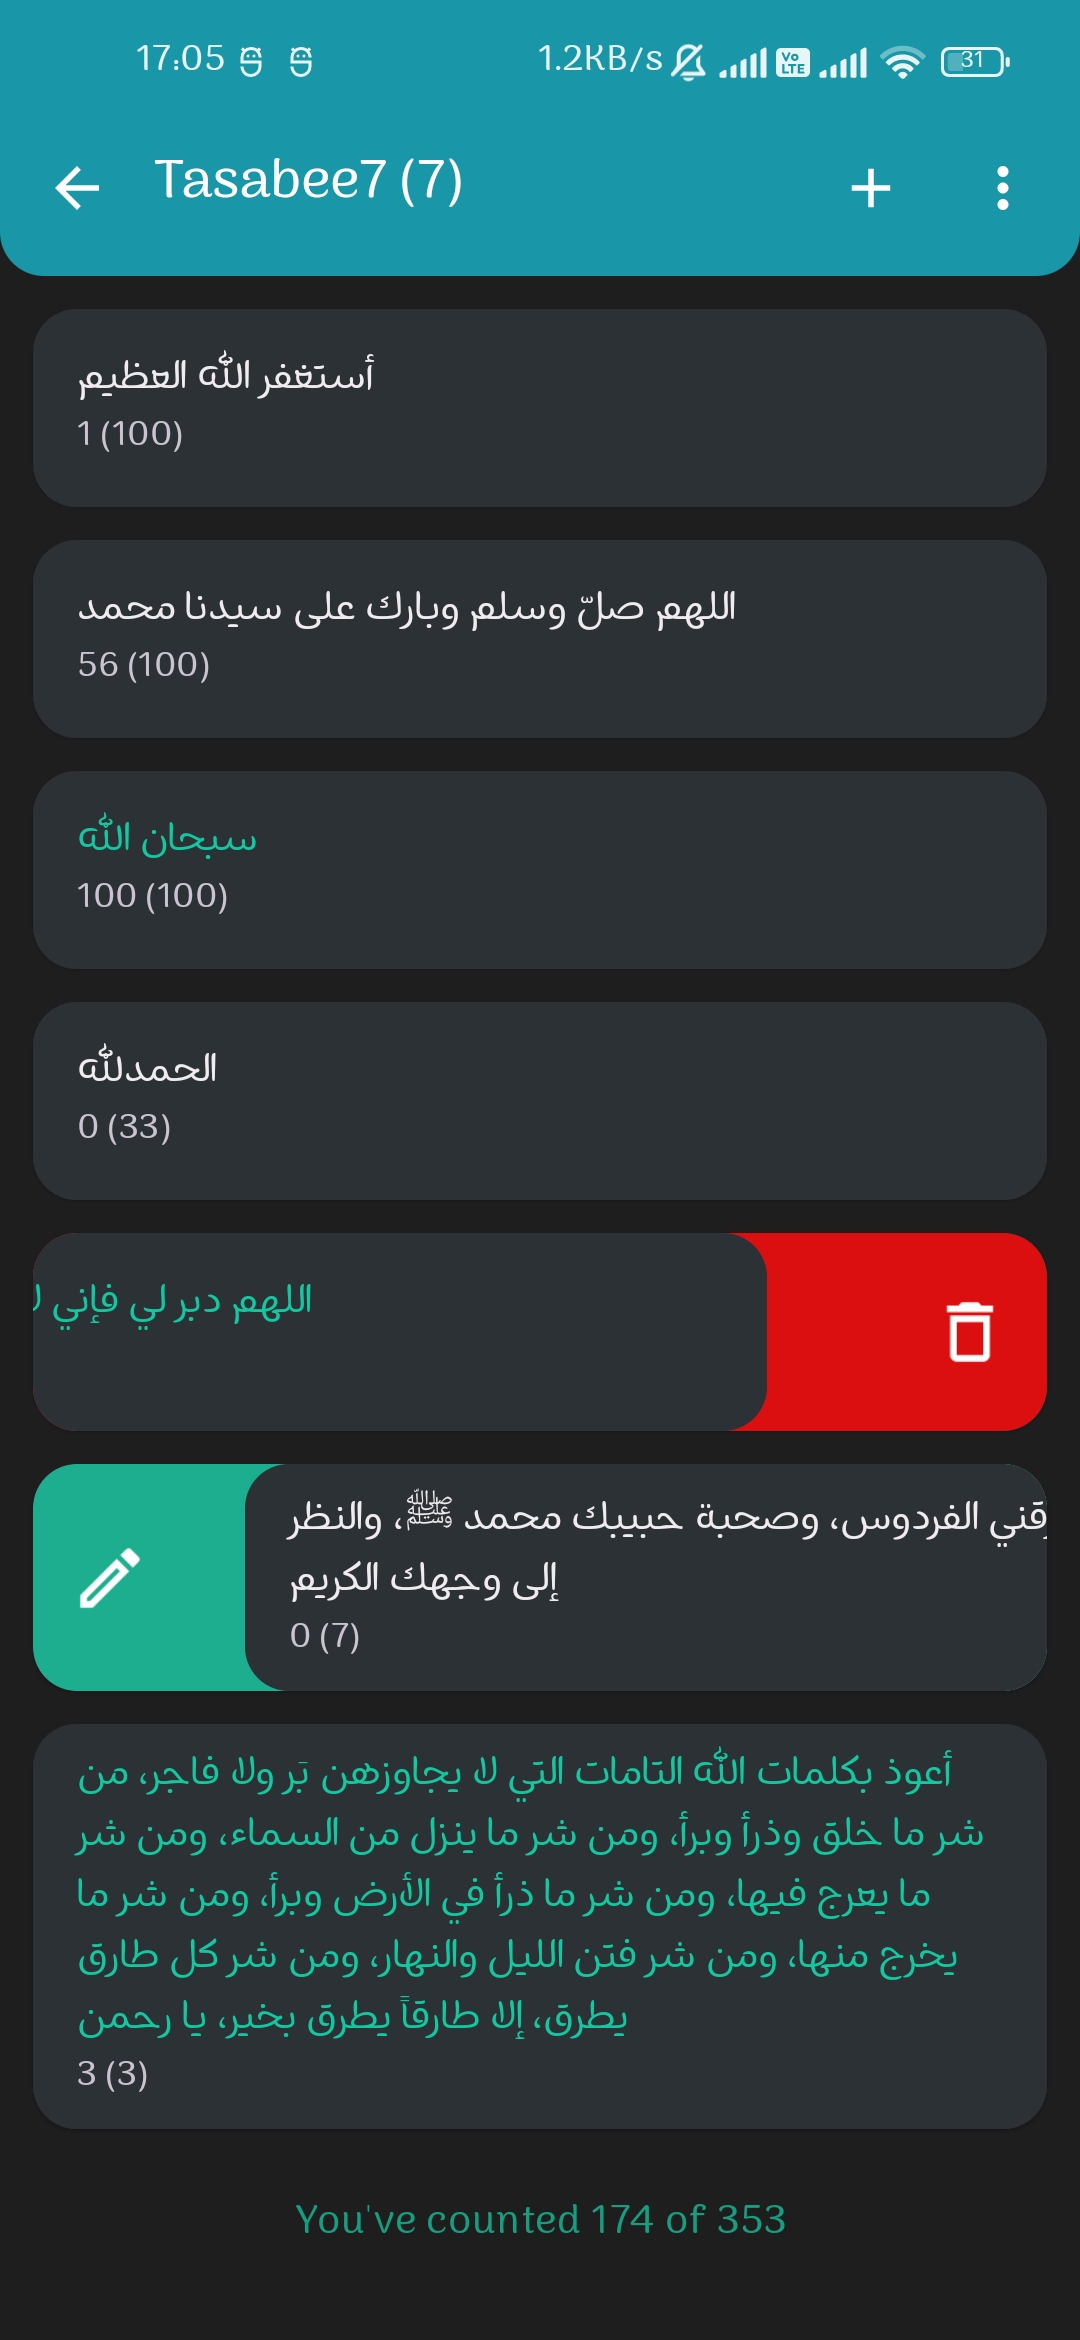 17:05
1.2KB/s
Vo LTE
31
Tasabee7 (7)
أستغفر الله العظيم
1 (100)
اللهم صلّ وسلم وبارك على سيدنا محمد
56 (100)
سبحان الله
100 (100)
الحمدلله
0 (33)
اللهم دبر لي فإني
الفردوس، وصحبة حبيبك محمد ﷺ، والنظر
إلى وجهك الكريم
0 (7)
أعوذ بكلمات الله التامات التي لا يجاوزهن بَر ولا فاجر، من
شر ما خلق وذرأ وبرأ، ومن شر ما ينزل من السماء، ومن شر
ما يعرج فيها، ومن شر ما ذرأ في الأرض وبرأ، ومن شر ما
يخرج منها، ومن شر فتن الليل والنهار، ومن شر كل طارق
يطرق، إلا طارقاً يطرق بخير، يا رحمن
3 (3)
You've counted 174 of 353